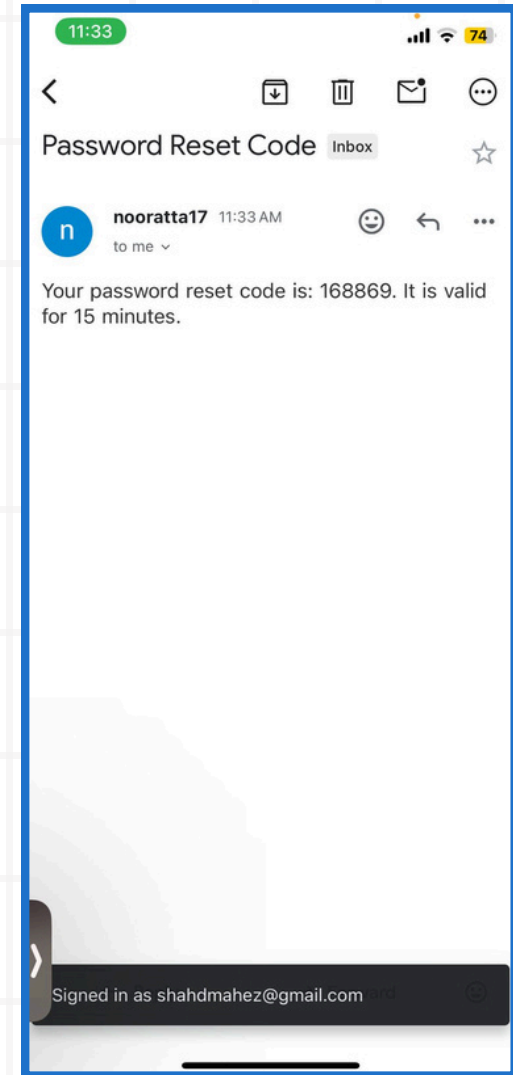 11:33
74
Password Reset Code Inbox
nooratta17 11:33 AM
to me
n
Your password reset code is: 168869. It is valid
for 15 minutes.
Signed in as shahdmahez@gmail.com